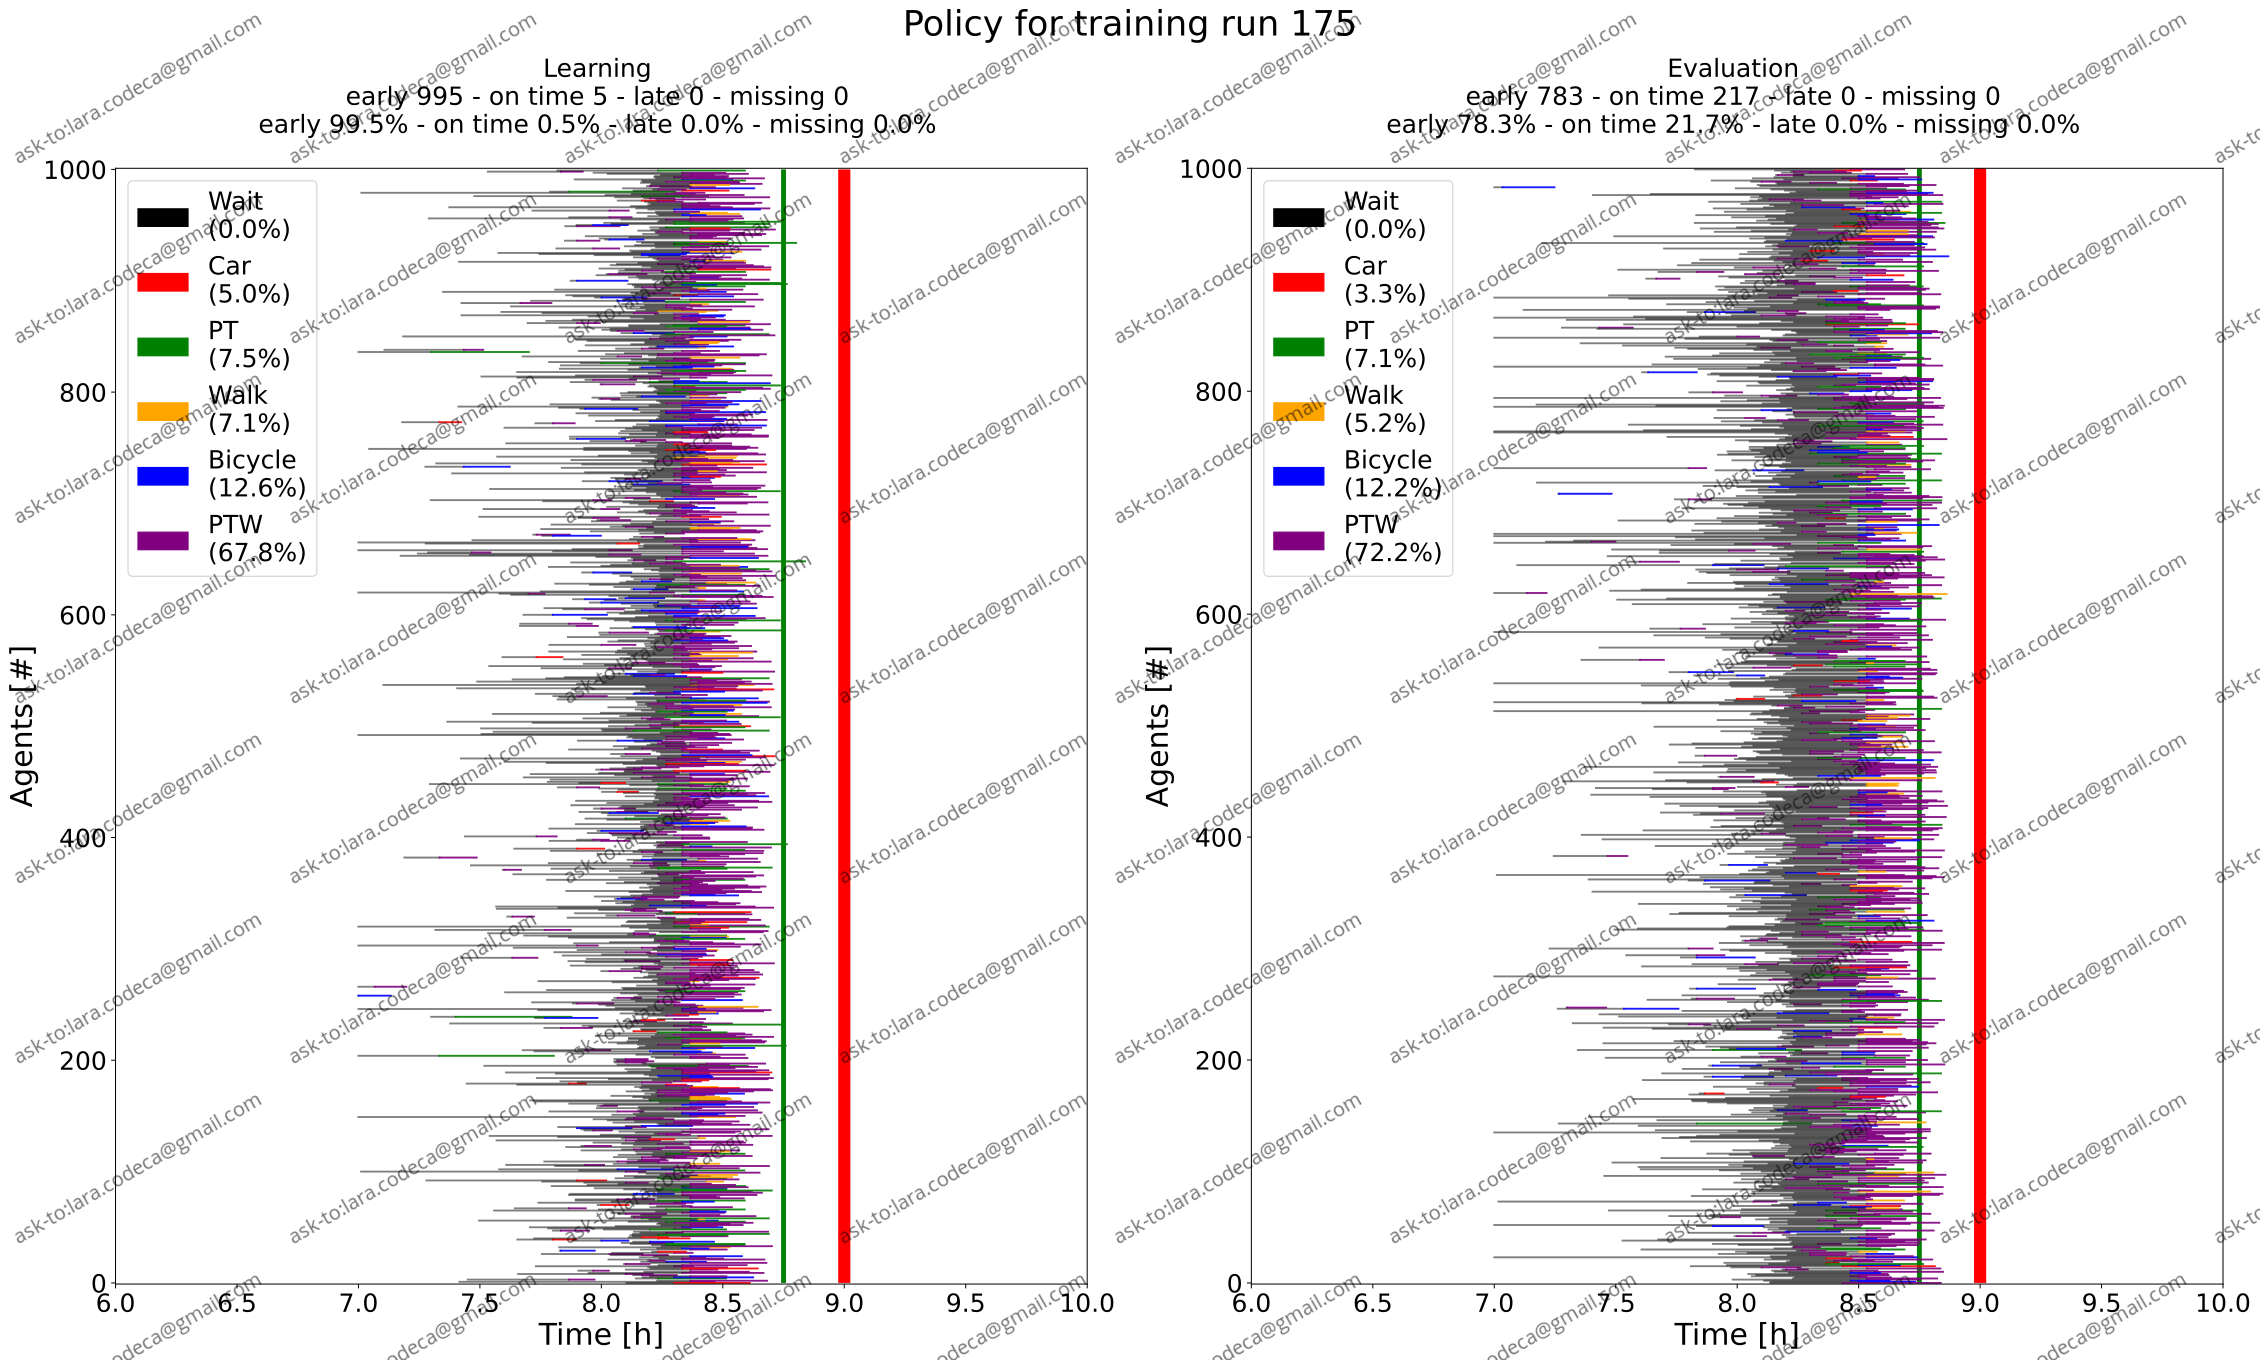 Policy for training run 175
Learning
early 995 - on time 5 - late 0 - missing 0
early 99.5% - on time 0.5% - late 0.0% - missing 0.0%
Agents [#]
1000
800
600
400
200
0
Wait
(0.0%)
Car
(5.0%)
PT
(7.5%)
Walk
(7.1%)
Bicycle
(12.6%)
PTW
(67.8%)
6.0 6.5 7.0 7.5 8.0 8.5 9.0 9.5 10.0
Time [h]
Evaluation
early 783 - on time 217 - late 0 - missing 0
early 78.3% - on time 21.7% - late 0.0% - missing 0.0%
Agents [#]
1000
800
600
400
200
0
Wait
(0.0%)
Car
(3.3%)
PT
(7.1%)
Walk
(5.2%)
Bicycle
(12.2%)
PTW
(72.2%)
6.0 6.5 7.0 7.5 8.0 8.5 9.0 9.5 10.0
Time [h]
ask-to:lara.codeca@gmail.com